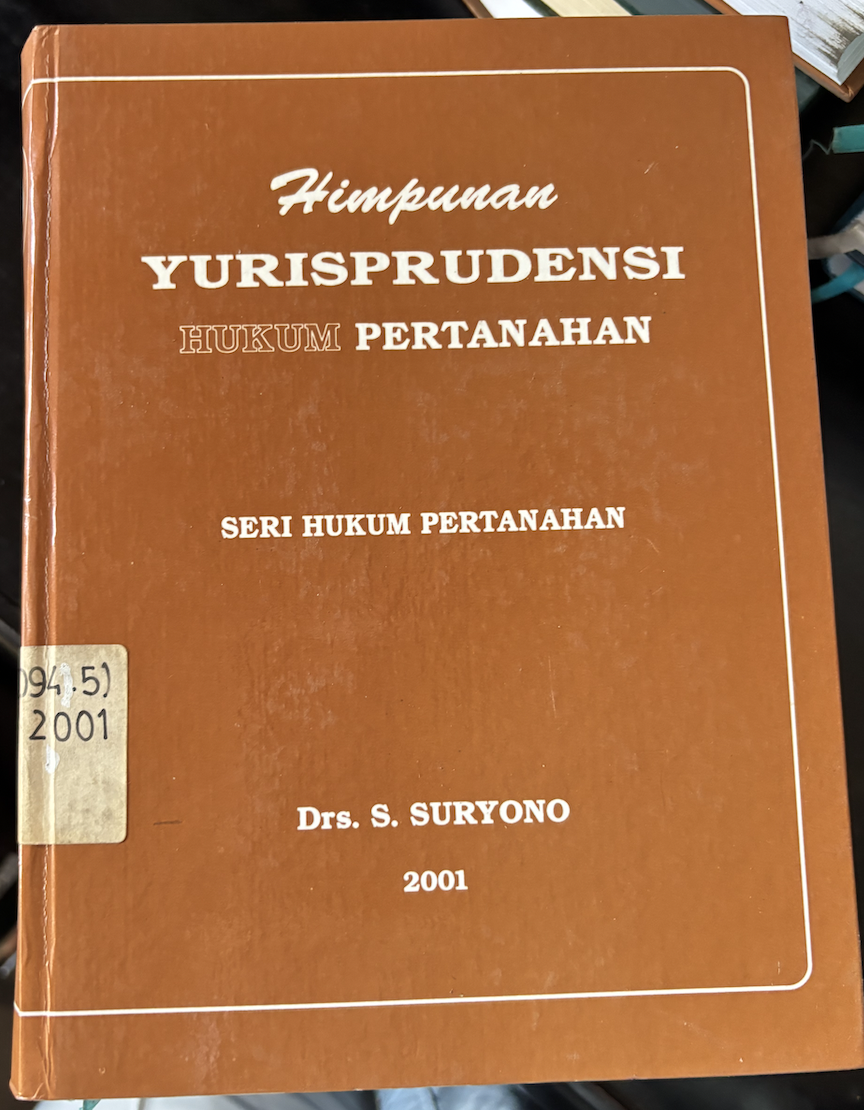 Himpunan
YURISPRUDENSI
HUKUM PERTANAHAN
SERI HUKUM PERTANAHAN
094.5)
2001
Drs. S. SURYONO
2001